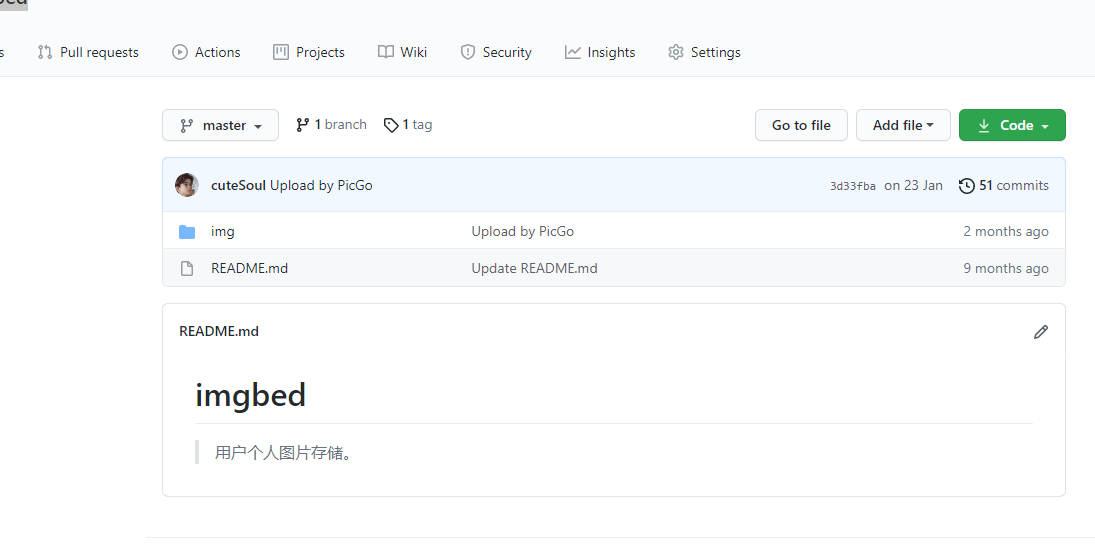 Pull requests Actions Projects Wiki Security Insights Settings
master 1 branch 1 tag Go to file Add file Code
cuteSoul Upload by PicGo 3d33fba on 23 Jan 51 commits
img Upload by PicGo 2 months ago
README.md Update README.md 9 months ago
README.md
imgbed
用户个人图片存储。